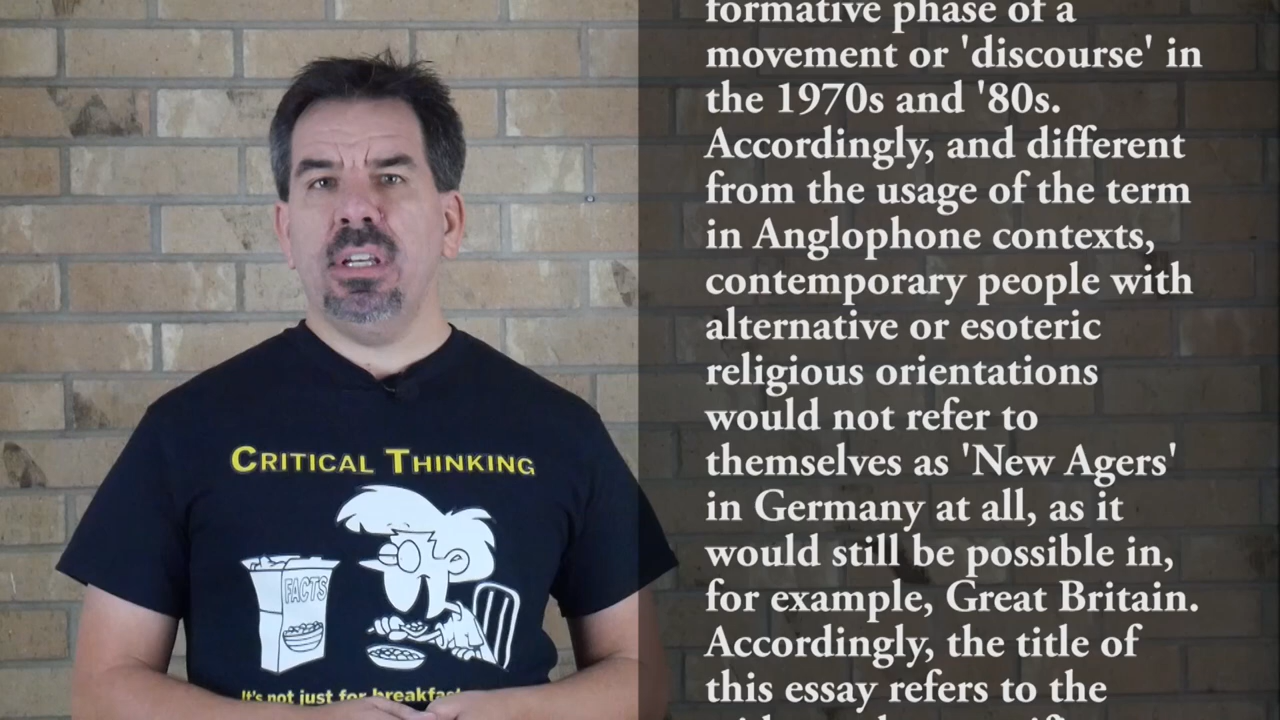 CRITICAL THINKING
FACTS
It's not just for breakfast
formative phase of a
movement or 'discourse' in
the 1970s and '80s.
Accordingly, and different
from the usage of the term
in Anglophone contexts,
contemporary people with
alternative or esoteric
religious orientations
would not refer to
themselves as 'New Agers'
in Germany at all, as it
would still be possible in,
for example, Great Britain.
Accordingly, the title of
this essay refers to the